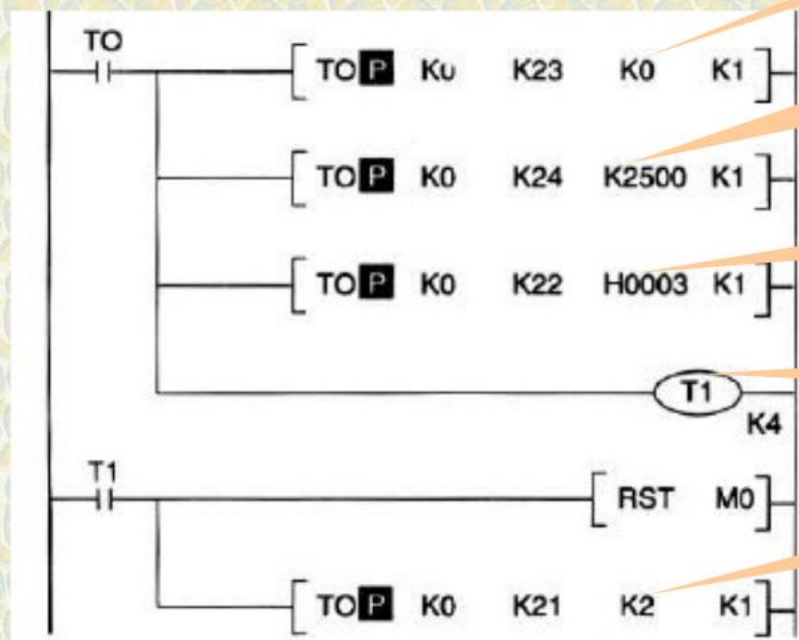 TO
TO P K0 K23 K0 K1
TO P K0 K24 K2500 K1
TO P K0 K22 H0003 K1
T1
K4
T1
RST M0
TO P K0 K21 K2 K1